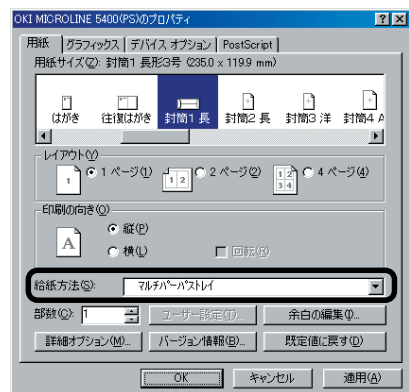 OKI MICROLINE 5400(PS)のプロパティ
用紙 グラフィックス デバイス オプション PostScript
用紙サイズ(Z): 封筒1 長形3号 (235.0 x 119.9 mm)
はがき 往復はがき 封筒1 長 封筒2 長 封筒3 洋 封筒4 A
レイアウト(Y)
1 ページ(1) 2 ページ(2) 4 ページ(4)
印刷の向き(O)
縦(P)
横(L) 回転(R)
給紙方法(S): マルチパーパストレイ
部数(C): 1 ユーザー設定(T)... 余白の編集(I)...
詳細オプション(M)... バージョン情報(B)... 既定値に戻す(D)
OK キャンセル 適用(A)